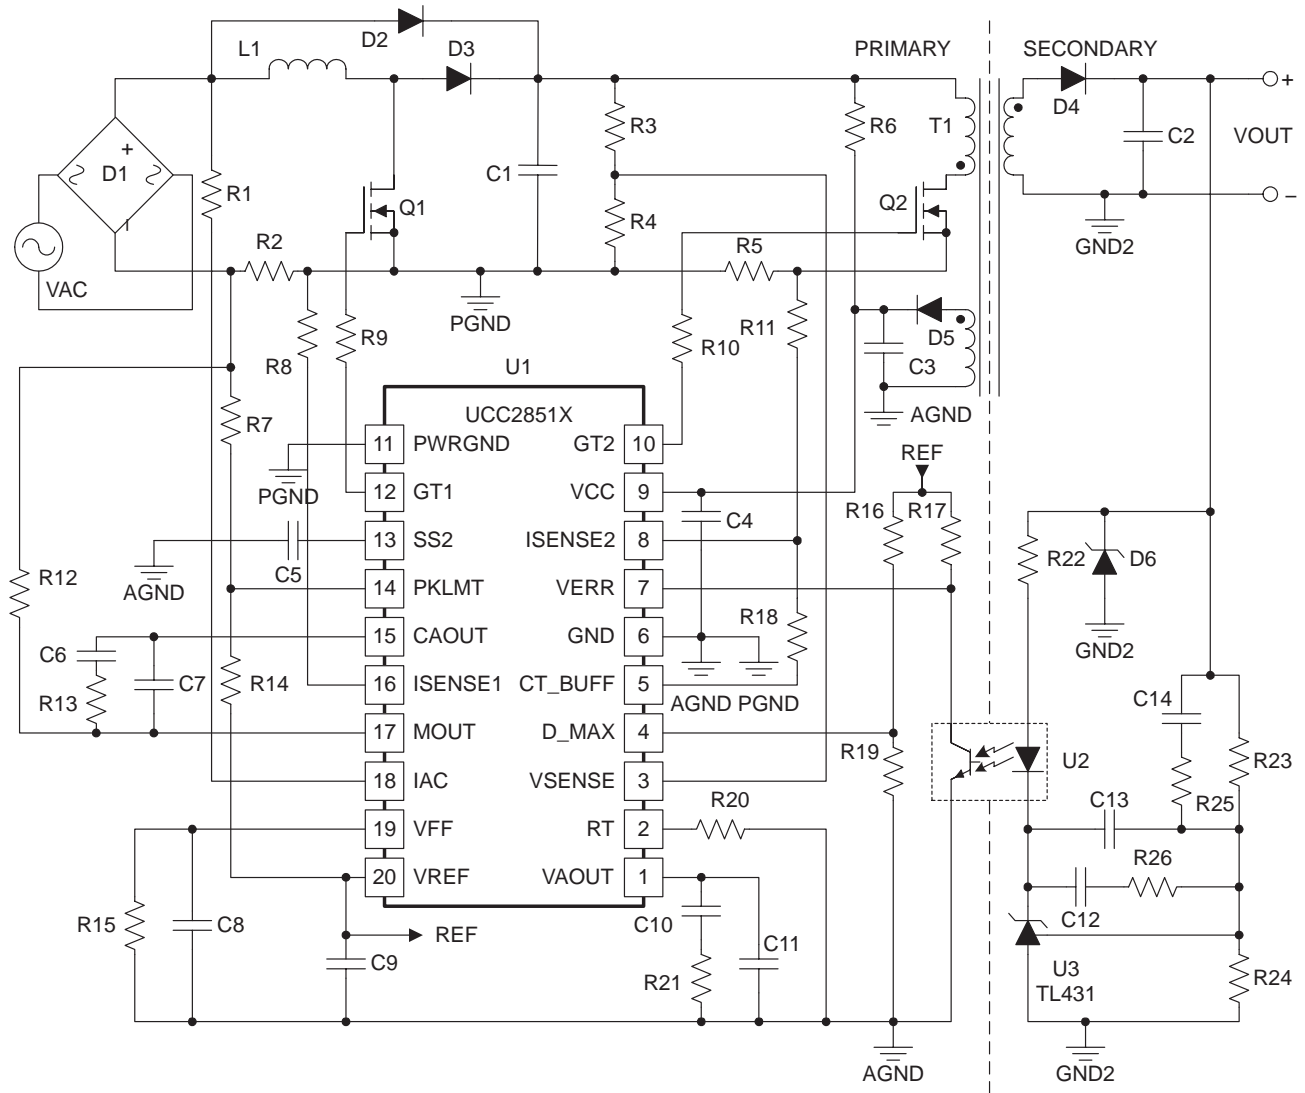 D2
L1
D3
PRIMARY
SECONDARY
D4
+
R3
R6
T1
C2
VOUT
+
D1
−
R1
C1
Q1
Q2
R4
−
R2
R5
GND2
VAC
PGND
R11
D5
R8
R9
R10
C3
U1
AGND
R7
UCC2851X
11 PWRGND
GT2 10
REF
PGND
12 GT1
VCC 9
C4
R16
R17
13 SS2
ISENSE2 8
C5
R22
D6
R12
AGND
14 PKLMT
VERR 7
R18
15 CAOUT
GND 6
GND2
C6
C7
R14
16 ISENSE1
CT_BUFF 5
AGND PGND
C14
R13
17 MOUT
D_MAX 4
R19
U2
R23
18 IAC
VSENSE 3
R20
C13
R25
19 VFF
RT 2
R26
20 VREF
VAOUT 1
C12
R15
C8
REF
C10
C11
C9
R21
U3
TL431
R24
AGND
GND2